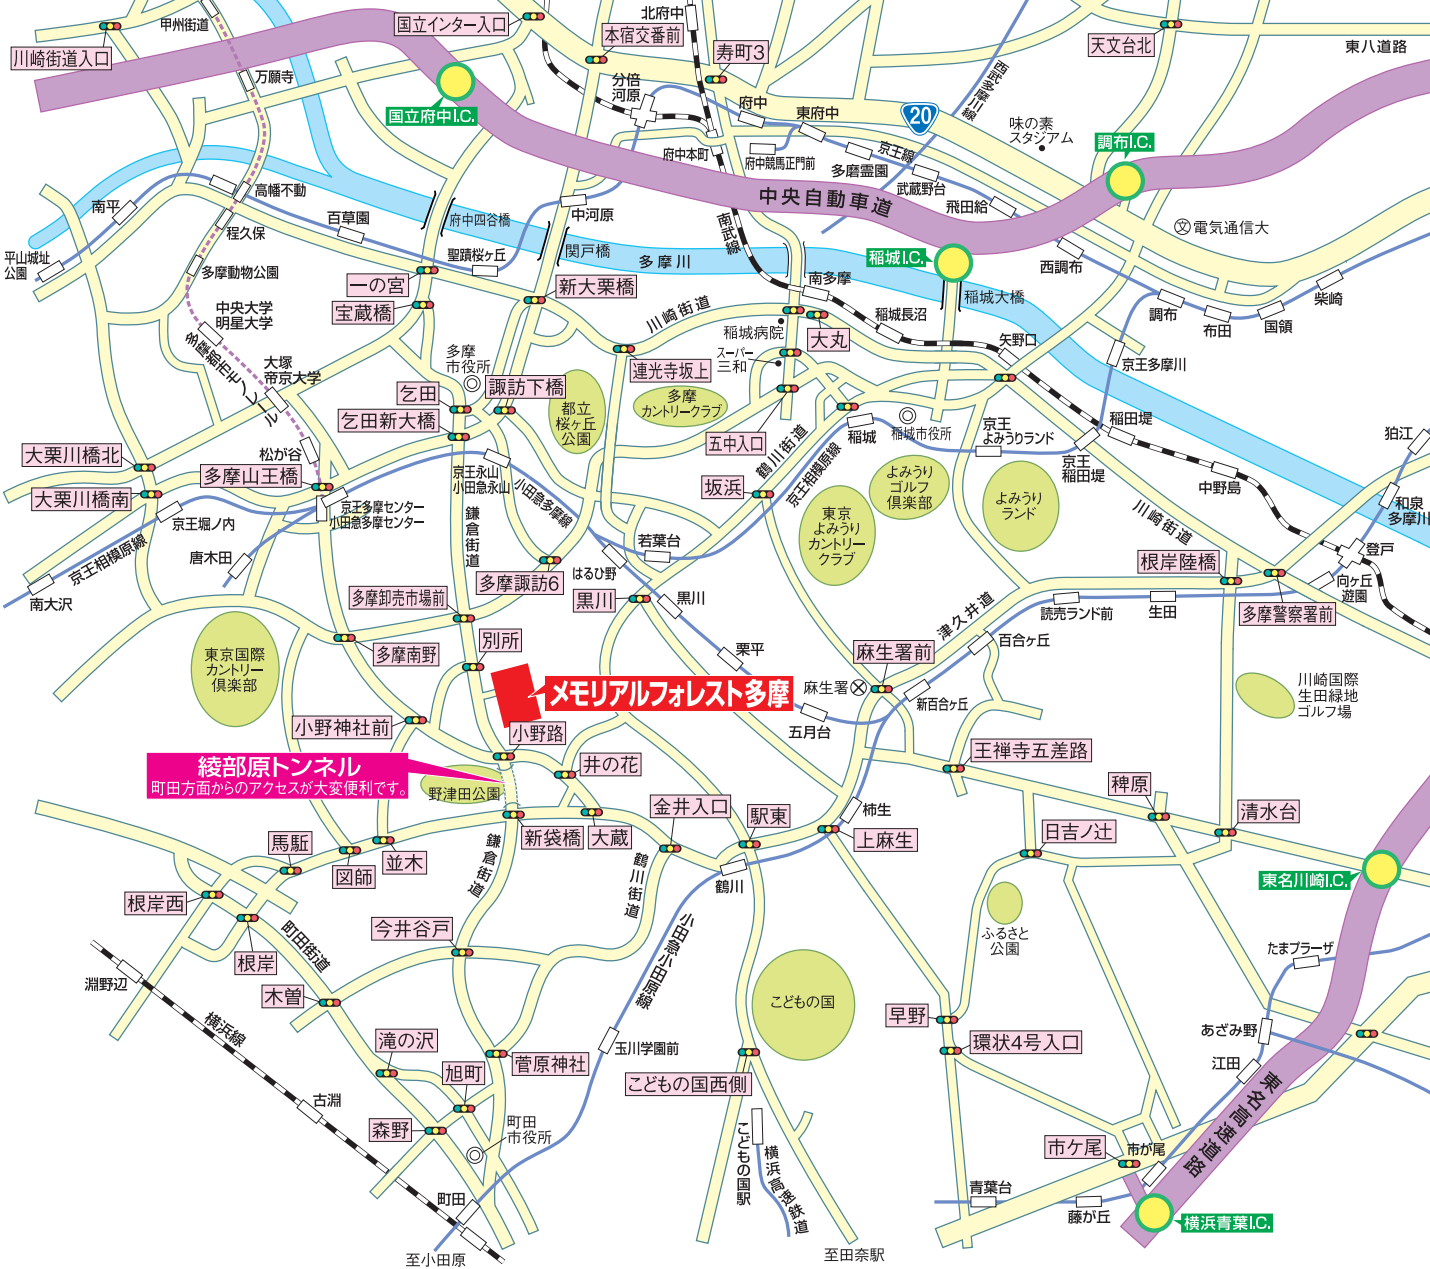 甲州街道
国立インター入口
北府中
本宿交番前
寿町3
天文台北
東八道路
川崎街道入口
万願寺
国立府中I.C.
分倍
河原
府中
東府中
西武多摩川線
20
味の素
スタジアム
調布I.C.
府中本町
府中競馬正門前
京王線
多磨霊園
武蔵野台
飛田給
中央自動車道
高幡不動
南平
百草園
府中四谷橋
中河原
関戸橋
南武線
電気通信大
文
程久保
平山城址
公園
多摩動物公園
聖蹟桜ヶ丘
多摩川
稲城I.C.
西調布
一の宮
新大栗橋
南多摩
稲城大橋
調布
布田
国領
柴崎
中央大学
明星大学
宝蔵橋
川崎街道
稲城病院
大丸
稲城長沼
矢野口
京王多摩川
多摩都市モノレール
大塚
帝京大学
多摩
市役所
連光寺坂上
スーパー
三和
乞田
諏訪下橋
都立
桜ヶ丘
公園
多摩
カントリークラブ
乞田新大橋
五中入口
鶴川街道
稲城
稲城市役所
京王
よみうりランド
稲田堤
狛江
大栗川橋北
松が谷
多摩山王橋
京王永山
小田急永山
京王相模原線
坂浜
よみうり
ゴルフ
倶楽部
よみうり
ランド
京王
稲田堤
中野島
和泉
多摩川
大栗川橋南
京王堀ノ内
京王多摩センター
小田急多摩センター
鎌倉街道
小田急多摩線
東京
よみうり
カントリー
クラブ
川崎街道
登戸
京王相模原線
唐木田
若葉台
はるひ野
多摩諏訪6
根岸陸橋
向ヶ丘
遊園
南大沢
多摩卸売市場前
黒川
黒川
津久井道
読売ランド前
生田
多摩警察署前
東京国際
カントリー
倶楽部
多摩南野
別所
栗平
麻生署前
百合ヶ丘
メモリアルフォレスト多摩
麻生署
新百合ヶ丘
川崎国際
生田緑地
ゴルフ場
小野神社前
小野路
五月台
王禅寺五差路
綾部原トンネル
町田方面からのアクセスが大変便利です。
井の花
野津田公園
稗原
清水台
金井入口
駅東
柿生
馬駈
図師
並木
新袋橋
大蔵
上麻生
日吉ノ辻
根岸西
鎌倉街道
鶴川街道
鶴川
東名川崎I.C.
町田街道
今井谷戸
小田急小田原線
ふるさと
公園
根岸
たまプラーザ
淵野辺
木曽
こどもの国
早野
横浜線
滝の沢
玉川学園前
環状4号入口
あざみ野
江田
菅原神社
旭町
こどもの国西側
東名高速道路
古淵
森野
町田
市役所
こどもの国駅
横浜高速鉄道
市ケ尾
市が尾
町田
青葉台
藤が丘
横浜青葉I.C.
至小田原
至田奈駅